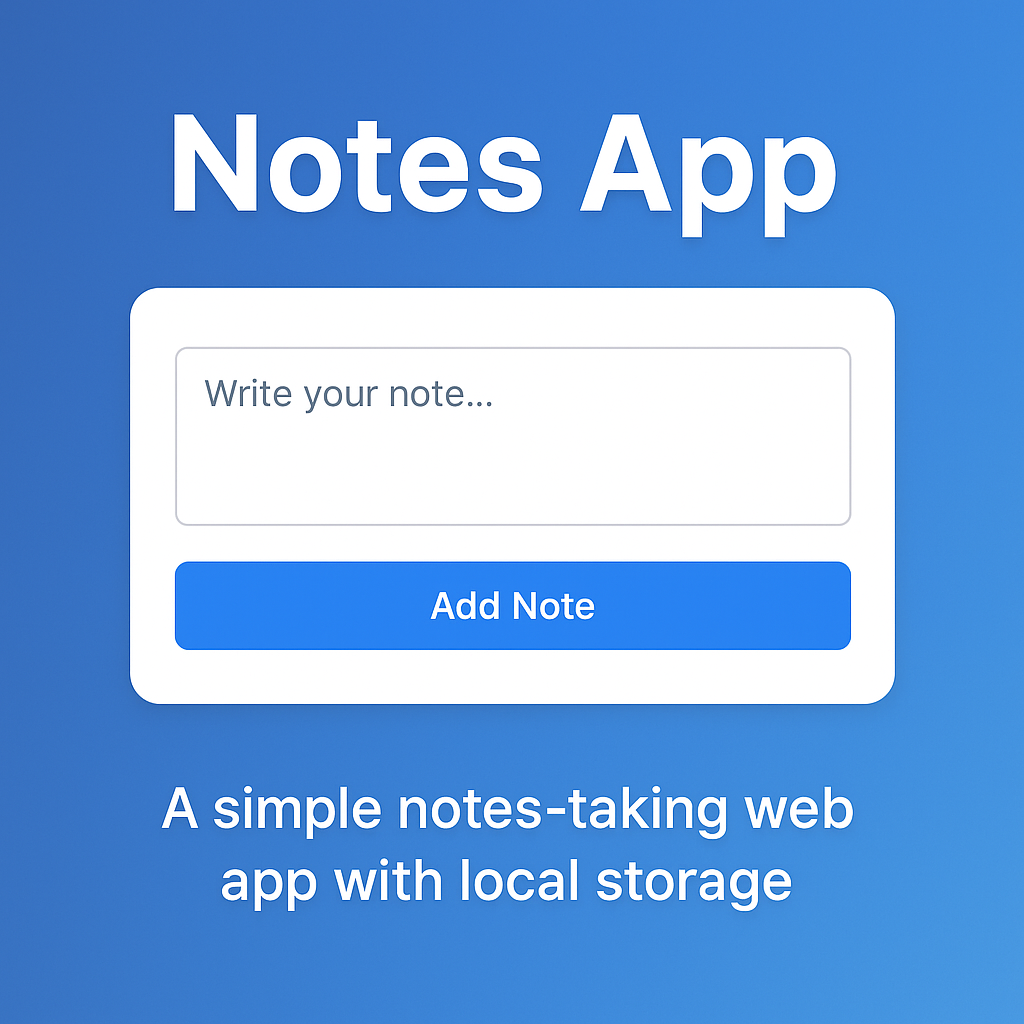 Notes App
Write your note...
Add Note
A simple notes-taking web
app with local storage